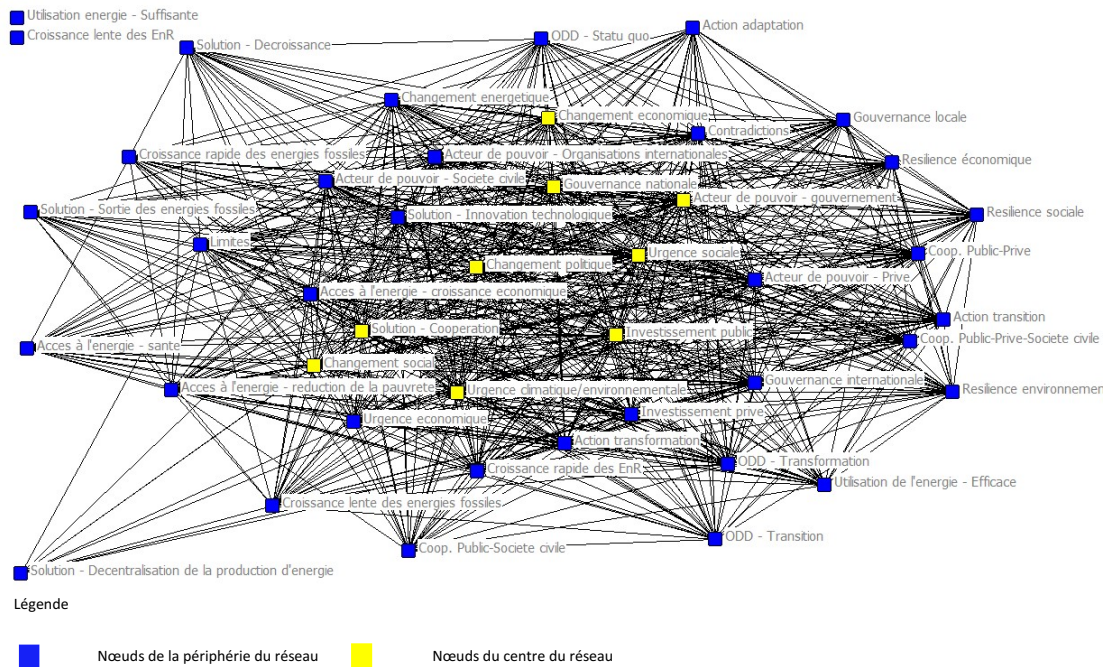 Utilisation energie - Suffisante
Croissance lente des EnR
Solution - Decroissance
ODD - Statu quo
Action adaptation
Changement energetique
Changement economique
Gouvernance locale
Contradictions
Croissance rapide des energies fossiles
Acteur de pouvoir - Organisations internationales
Resilience économique
Acteur de pouvoir - Societe civile
Gouvernance nationale
Acteur de pouvoir - gouvernement
Solution - Sortie des energies fossiles
Solution - Innovation technologique
Resilience sociale
Limites
Urgence sociale
Coop. Public-Prive
Changement politique
Acteur de pouvoir - Prive
Acces à l'energie - croissance economique
Action transition
Solution - Cooperation
Investissement public
Coop. Public-Prive-Societe civile
Acces à l'energie - sante
Changement social
Acces à l'energie - reduction de la pauvrete
Urgence climatique/environnementale
Gouvernance internationale
Resilience environnement
Urgence economique
Investissement prive
Action transformation
Croissance rapide des EnR
ODD - Transformation
Utilisation de l'energie - Efficace
Croissance lente des energies fossiles
ODD - Transition
Coop. Public-Societe civile
Solution - Decentralisation de la production d'energie
Légende
Nœuds de la périphérie du réseau
Nœuds du centre du réseau